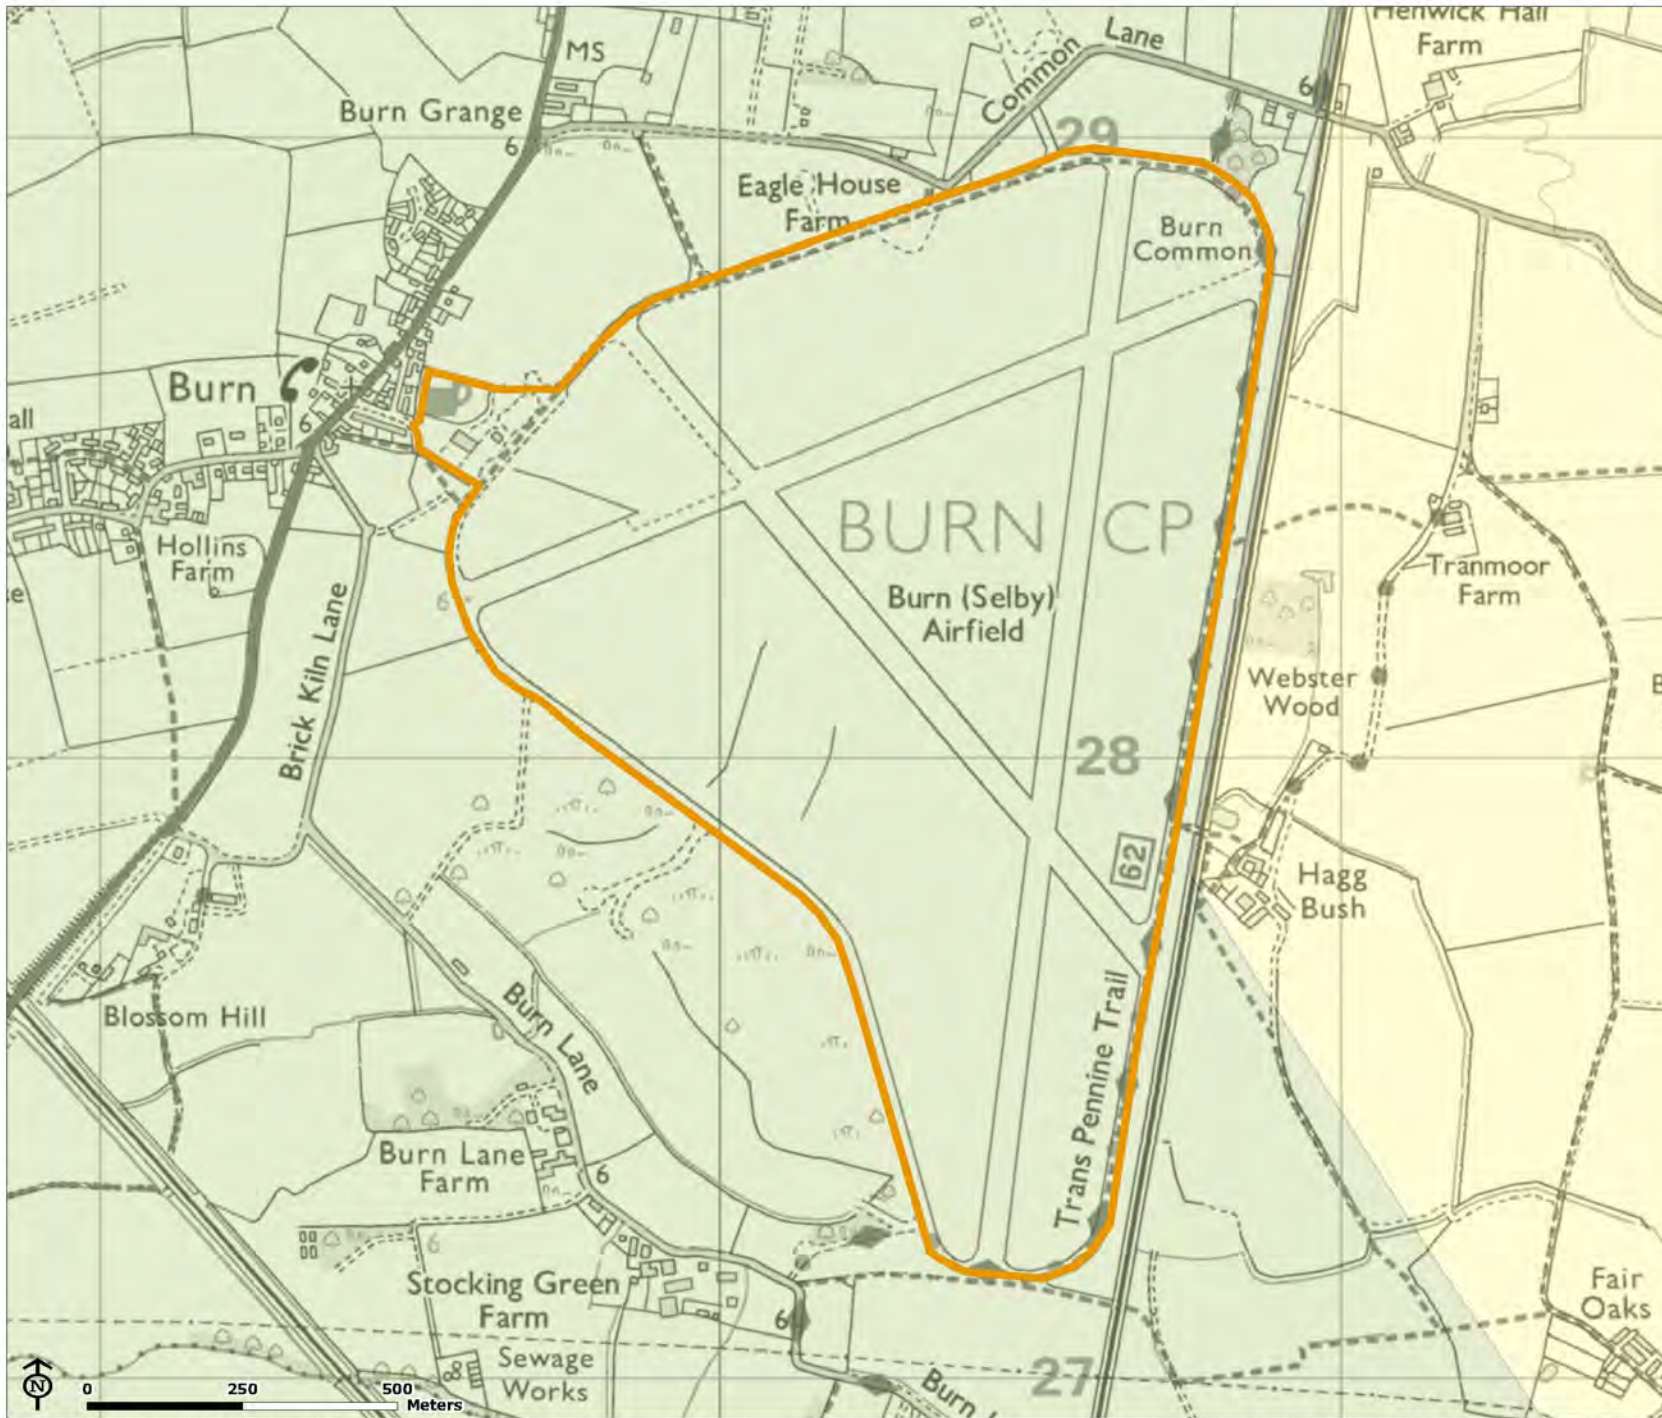 Henwick Hall
Farm
MS
Common
Lane
6
Burn Grange
6
29
Eagle House
Farm
Burn
Common
Burn
6
all
BURN CP
Burn (Selby)
Airfield
Hollins
Farm
6
Brick Kiln Lane
Tranmoor
Farm
Webster
Wood
28
62
Hagg
Bush
Blossom Hill
Burn Lane
Trans Pennine Trail
Burn Lane
Farm
6
6
Stocking Green
Farm
6
Fair
Oaks
Sewage
Works
27
Burn
N
0 250 500
Meters